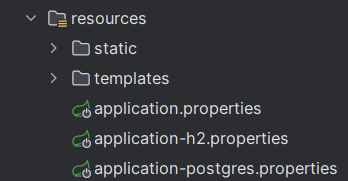 resources
static
templates
application.properties
application-h2.properties
application-postgres.properties